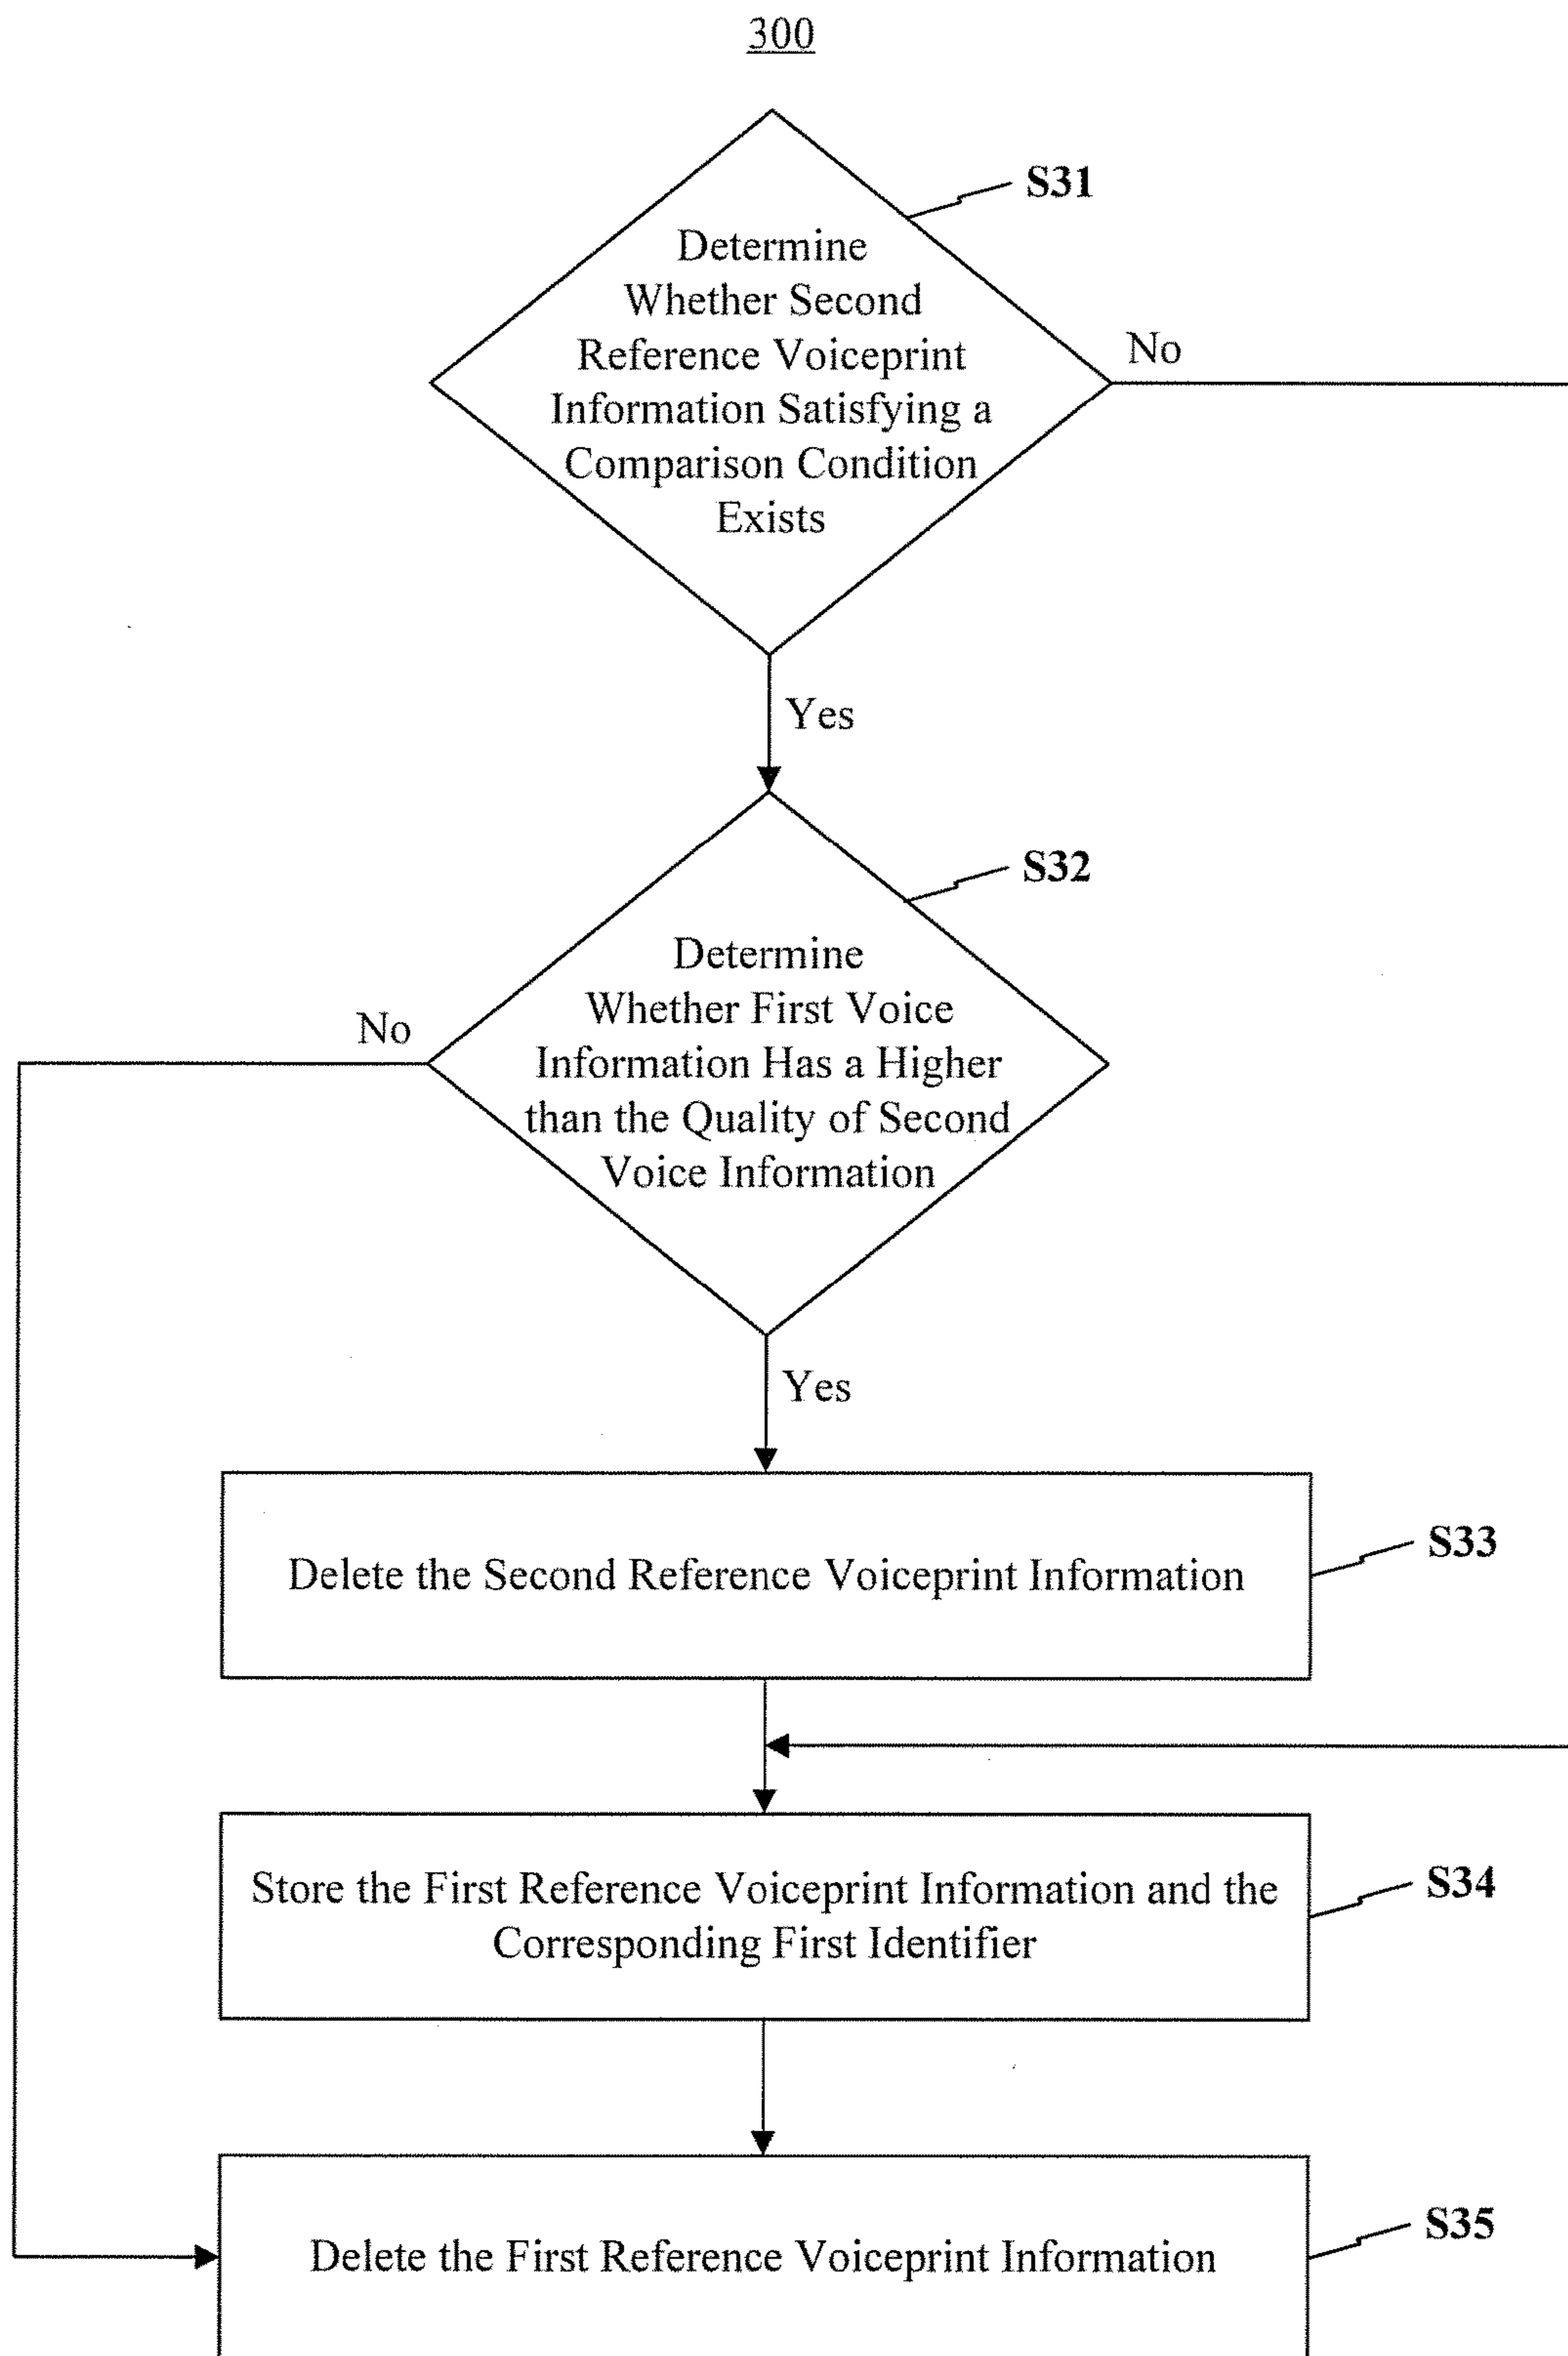 300
S31
Determine
Whether Second
Reference Voiceprint
Information Satisfying a
Comparison Condition
Exists
No
Yes
S32
Determine
Whether First Voice
Information Has a Higher
than the Quality of Second
Voice Information
No
Yes
Delete the Second Reference Voiceprint Information
S33
Store the First Reference Voiceprint Information and the
Corresponding First Identifier
S34
Delete the First Reference Voiceprint Information
S35